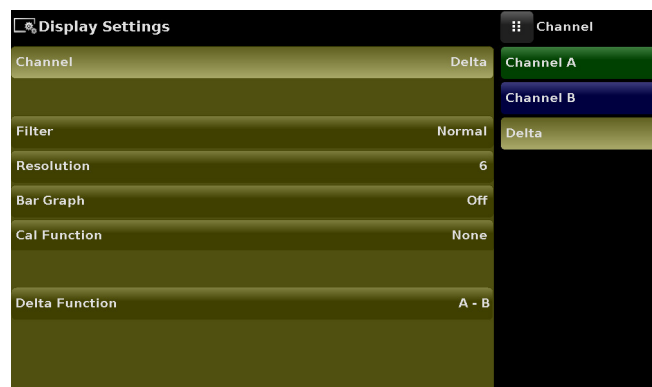 Display Settings
Channel Delta
Filter Normal
Resolution 6
Bar Graph Off
Cal Function None
Delta Function A - B
Channel
Channel A
Channel B
Delta